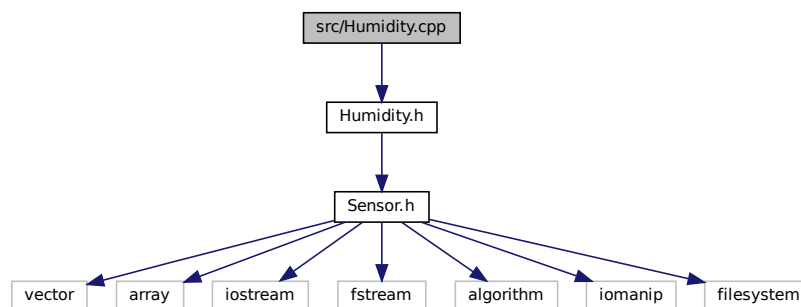 src/Humidity.cpp
Humidity.h
Sensor.h
vector
array
iostream
fstream
algorithm
iomanip
filesystem